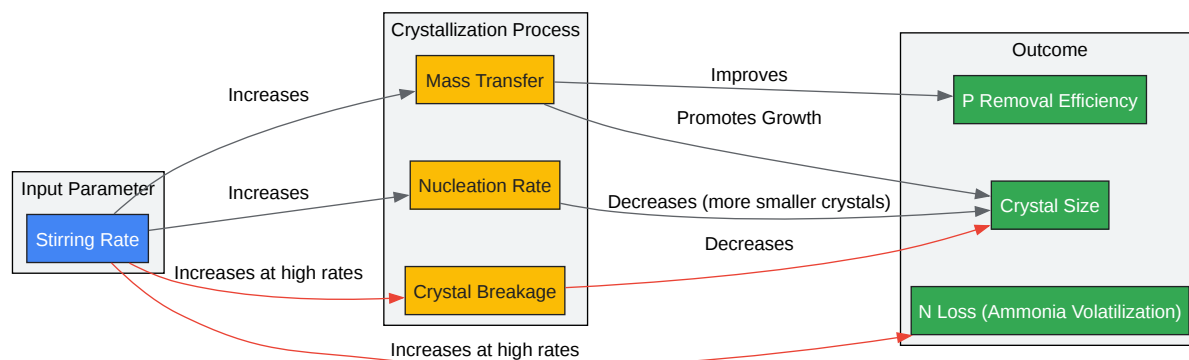 Input Parameter
Stirring Rate
Increases
Increases
Increases at high rates
Increases at high rates
Crystallization Process
Mass Transfer
Nucleation Rate
Crystal Breakage
Improves
Promotes Growth
Decreases (more smaller crystals)
Decreases
Outcome
P Removal Efficiency
Crystal Size
N Loss (Ammonia Volatilization)